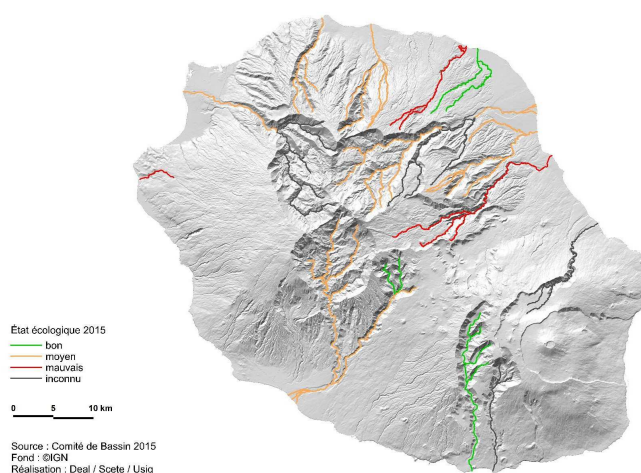 État écologique 2015
bon
moyen
mauvais
inconnu
0 5 10 km
Source : Comité de Bassin 2015
Fond : ©IGN
Réalisation : Deal / Scete / Usig